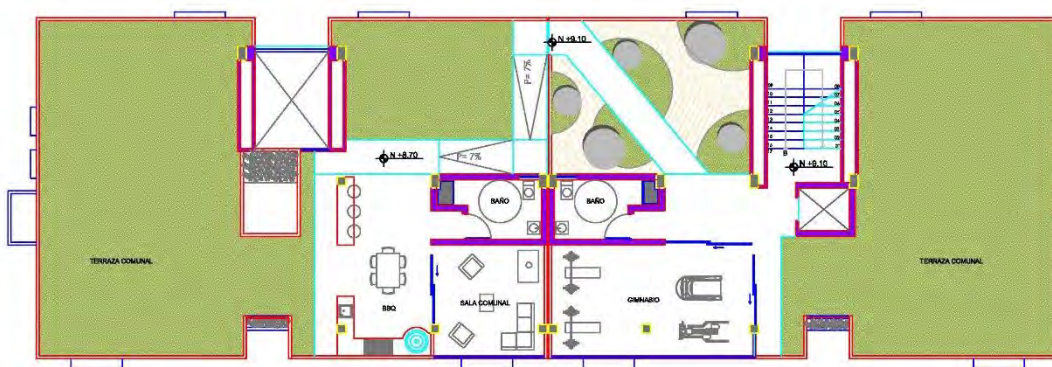 N +9.10
P= 7%
N +8.70
P= 7%
N +9.10
BAÑO
BAÑO
TERRAZA COMUNAL
BBQ
SALA COMUNAL
GIMNASIO
TERRAZA COMUNAL